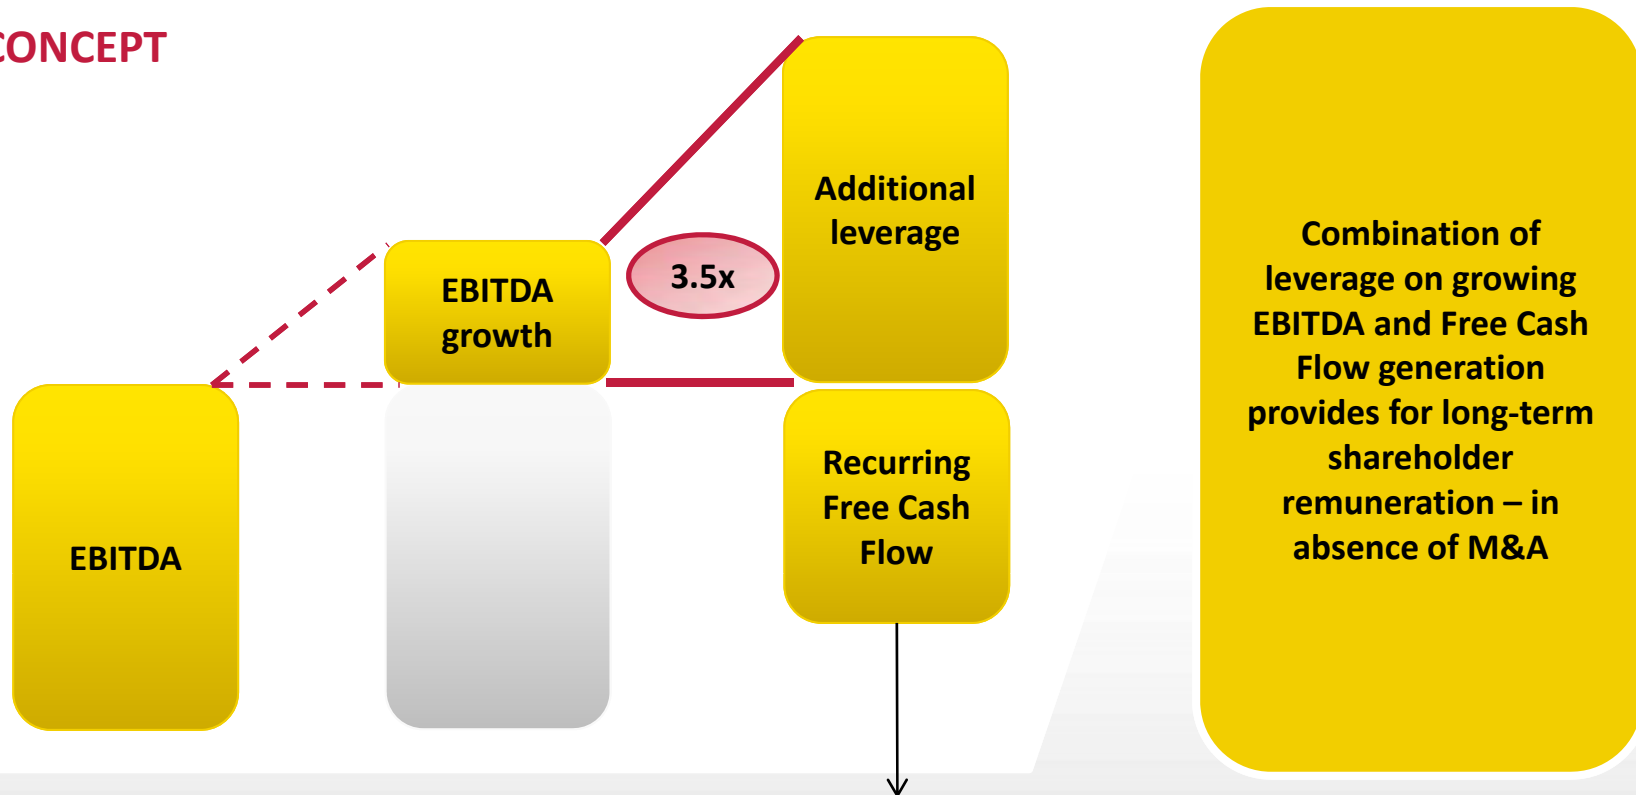 CONCEPT
Additional
leverage
3.5x
EBITDA
growth
EBITDA
Recurring
Free Cash
Flow
Combination of
leverage on growing
EBITDA and Free Cash
Flow generation
provides for long-term
shareholder
remuneration – in
absence of M&A